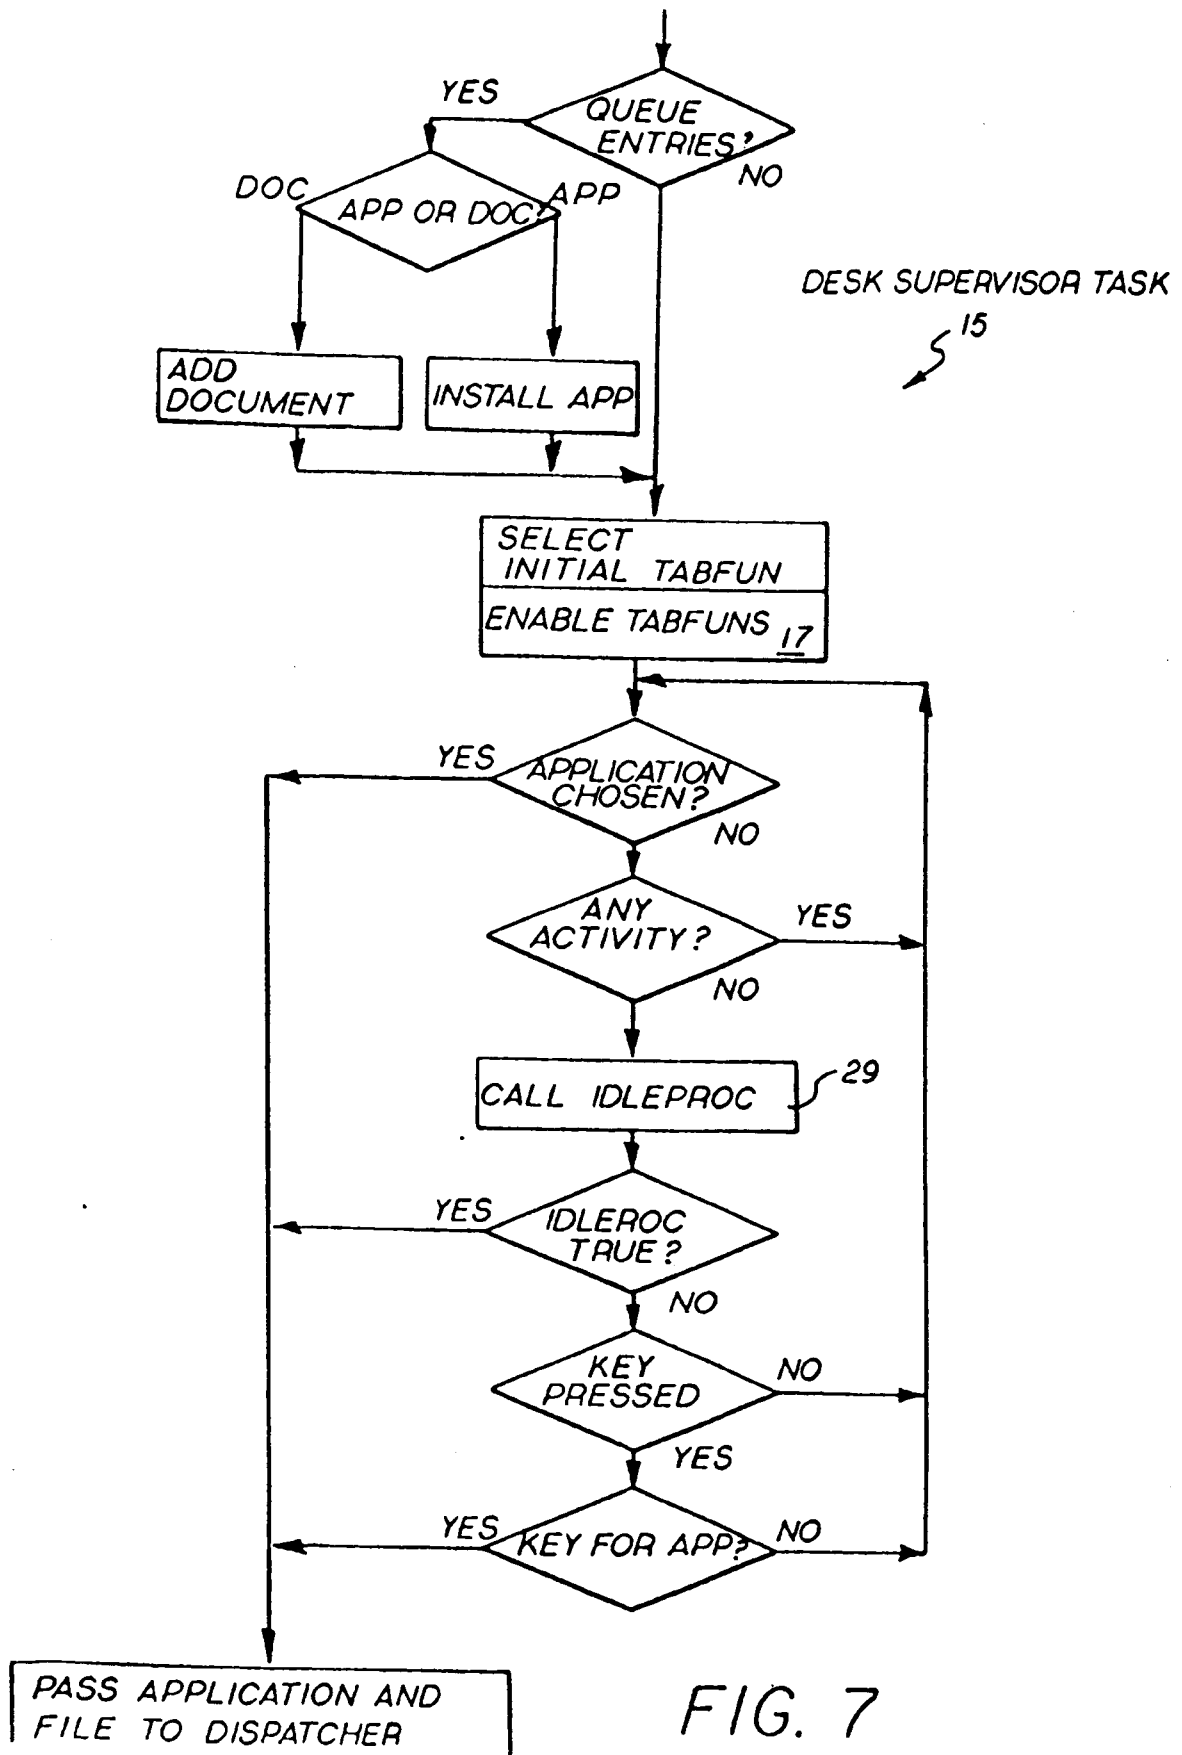 YES
QUEUE
ENTRIES?
NO
DOC
APP OR DOC?
APP
DESK SUPERVISOR TASK
15
ADD
DOCUMENT
INSTALL APP
SELECT
INITIAL TABFUN
ENABLE TABFUNS
17
YES
APPLICATION
CHOSEN?
NO
ANY
ACTIVITY?
YES
NO
CALL IDLEPROC
29
YES
IDLEROC
TRUE?
NO
KEY
PRESSED
NO
YES
YES
KEY FOR APP?
NO
PASS APPLICATION AND
FILE TO DISPATCHER
FIG. 7